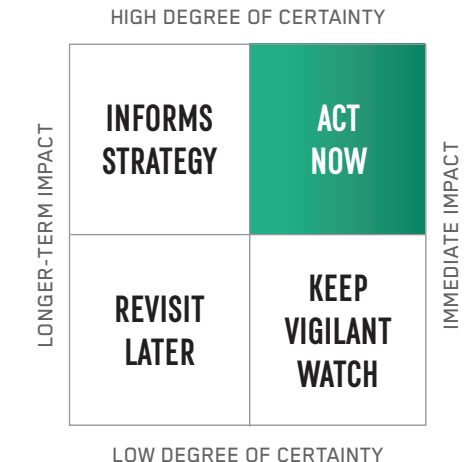 HIGH DEGREE OF CERTAINTY
LONGER-TERM IMPACT
INFORMS
STRATEGY
ACT
NOW
IMMEDIATE IMPACT
REVISIT
LATER
KEEP
VIGILANT
WATCH
LOW DEGREE OF CERTAINTY